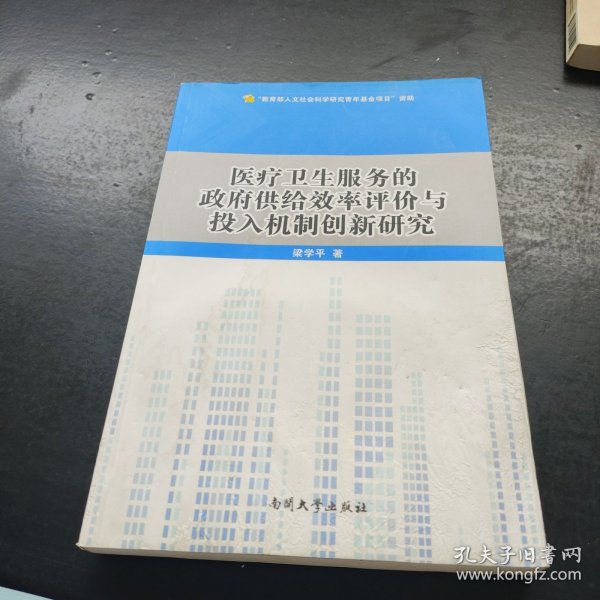 “教育部人文社会科学研究青年基金项目”资助
医疗卫生服务的
政府供给效率评价与
投入机制创新研究
梁学平 著
南开大学出版社
孔夫子旧书网
www.kongfz.com